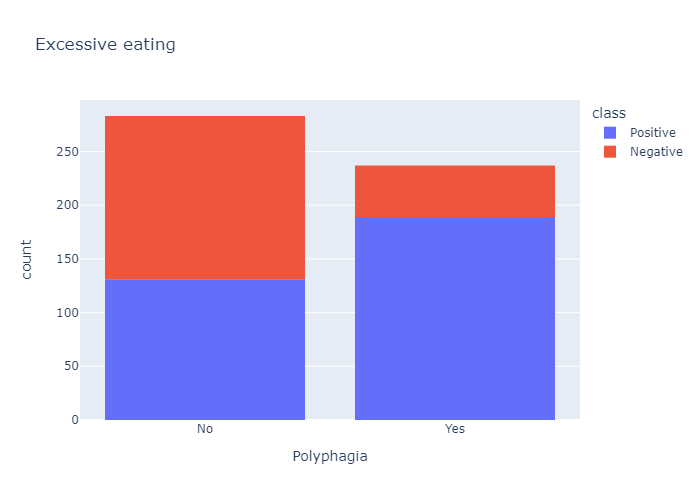 Excessive eating
class
Positive
Negative
250
200
150
100
50
0
count
No
Yes
Polyphagia